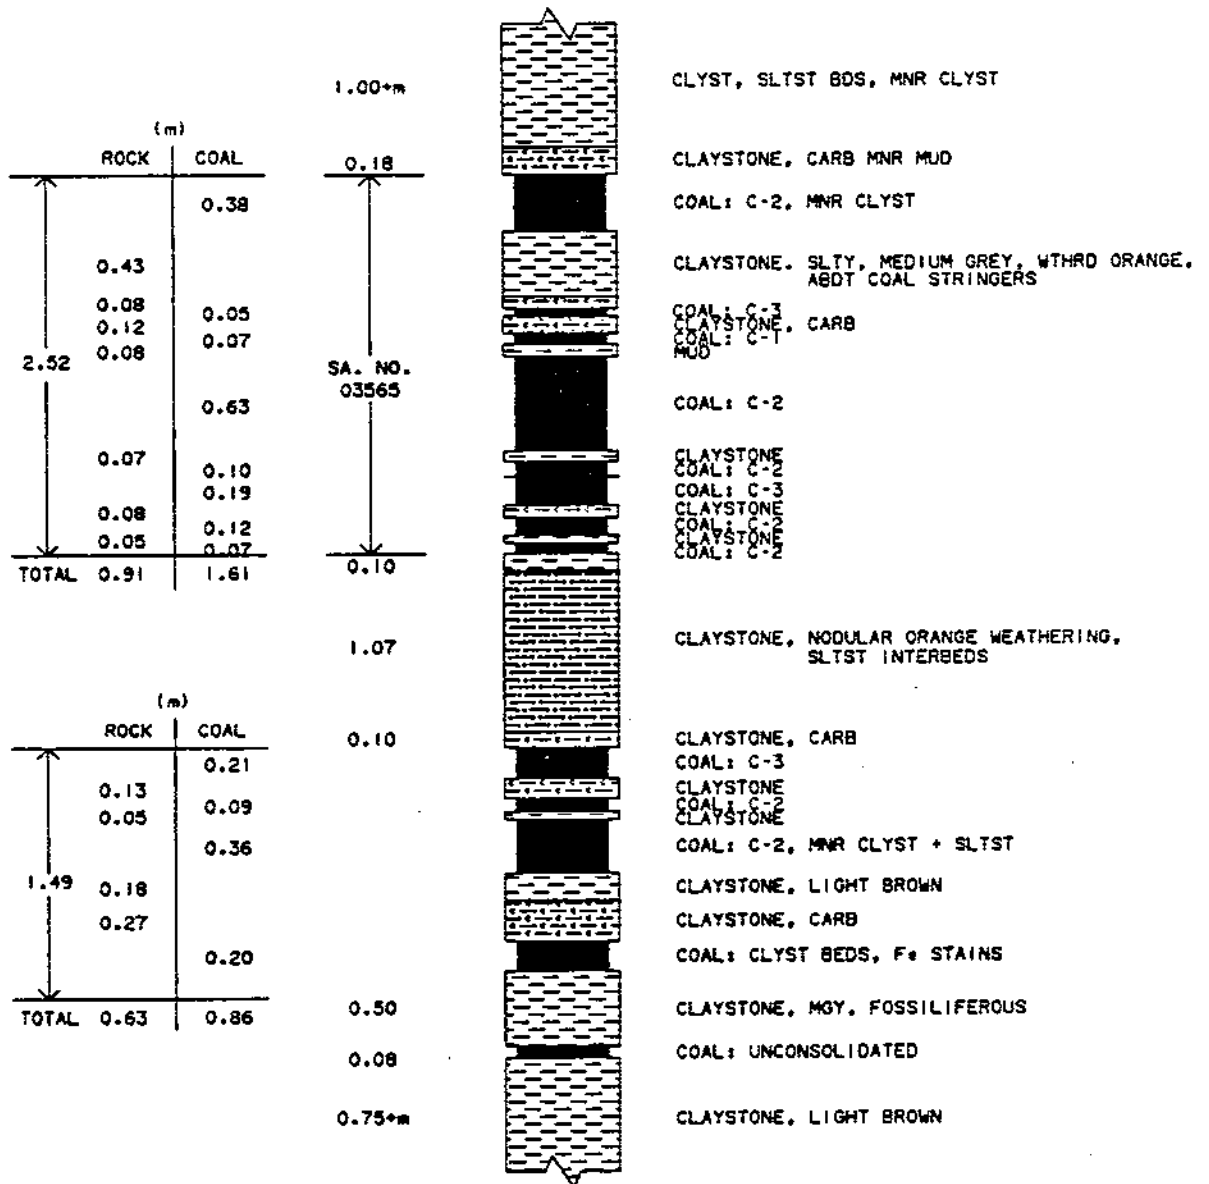 1.00+m CLYST, SLTST BDS, MNR CLYST
(m)
ROCK COAL
0.18 CLAYSTONE, CARB MNR MUD
0.38 COAL: C-2, MNR CLYST
0.43 CLAYSTONE. SLTY, MEDIUM GREY, WTHRD ORANGE,
ABDT COAL STRINGERS
0.08
0.05 COAL: C-3
0.12 CLAYSTONE, CARB
0.07 COAL: C-1
0.08 MUD
2.52
SA. NO.
03565
0.63 COAL: C-2
0.07 CLAYSTONE
0.10 COAL: C-2
0.19 COAL: C-3
0.08 CLAYSTONE
0.12 COAL: C-2
0.05 CLAYSTONE
0.07 COAL: C-2
TOTAL 0.91 1.61
0.10
1.07 CLAYSTONE, NODULAR ORANGE WEATHERING,
SLTST INTERBEDS
(m)
ROCK COAL
0.10 CLAYSTONE, CARB
0.21 COAL: C-3
0.13 CLAYSTONE
0.09 COAL: C-2
0.05 CLAYSTONE
0.36 COAL: C-2, MNR CLYST + SLTST
1.49
0.18 CLAYSTONE, LIGHT BROWN
0.27 CLAYSTONE, CARB
0.20 COAL: CLYST BEDS, Fe STAINS
TOTAL 0.63 0.86
0.50 CLAYSTONE, MGY, FOSSILIFEROUS
0.08 COAL: UNCONSOLIDATED
0.75+m CLAYSTONE, LIGHT BROWN